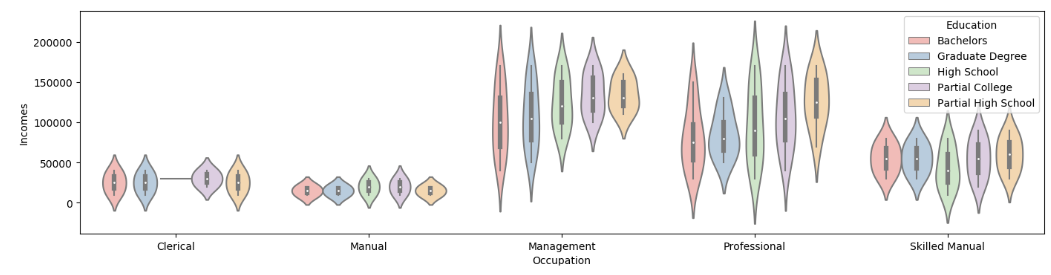 Education
Bachelors
Graduate Degree
High School
Partial College
Partial High School
200000
150000
100000
50000
0
Incomes
Clerical
Manual
Management
Professional
Skilled Manual
Occupation